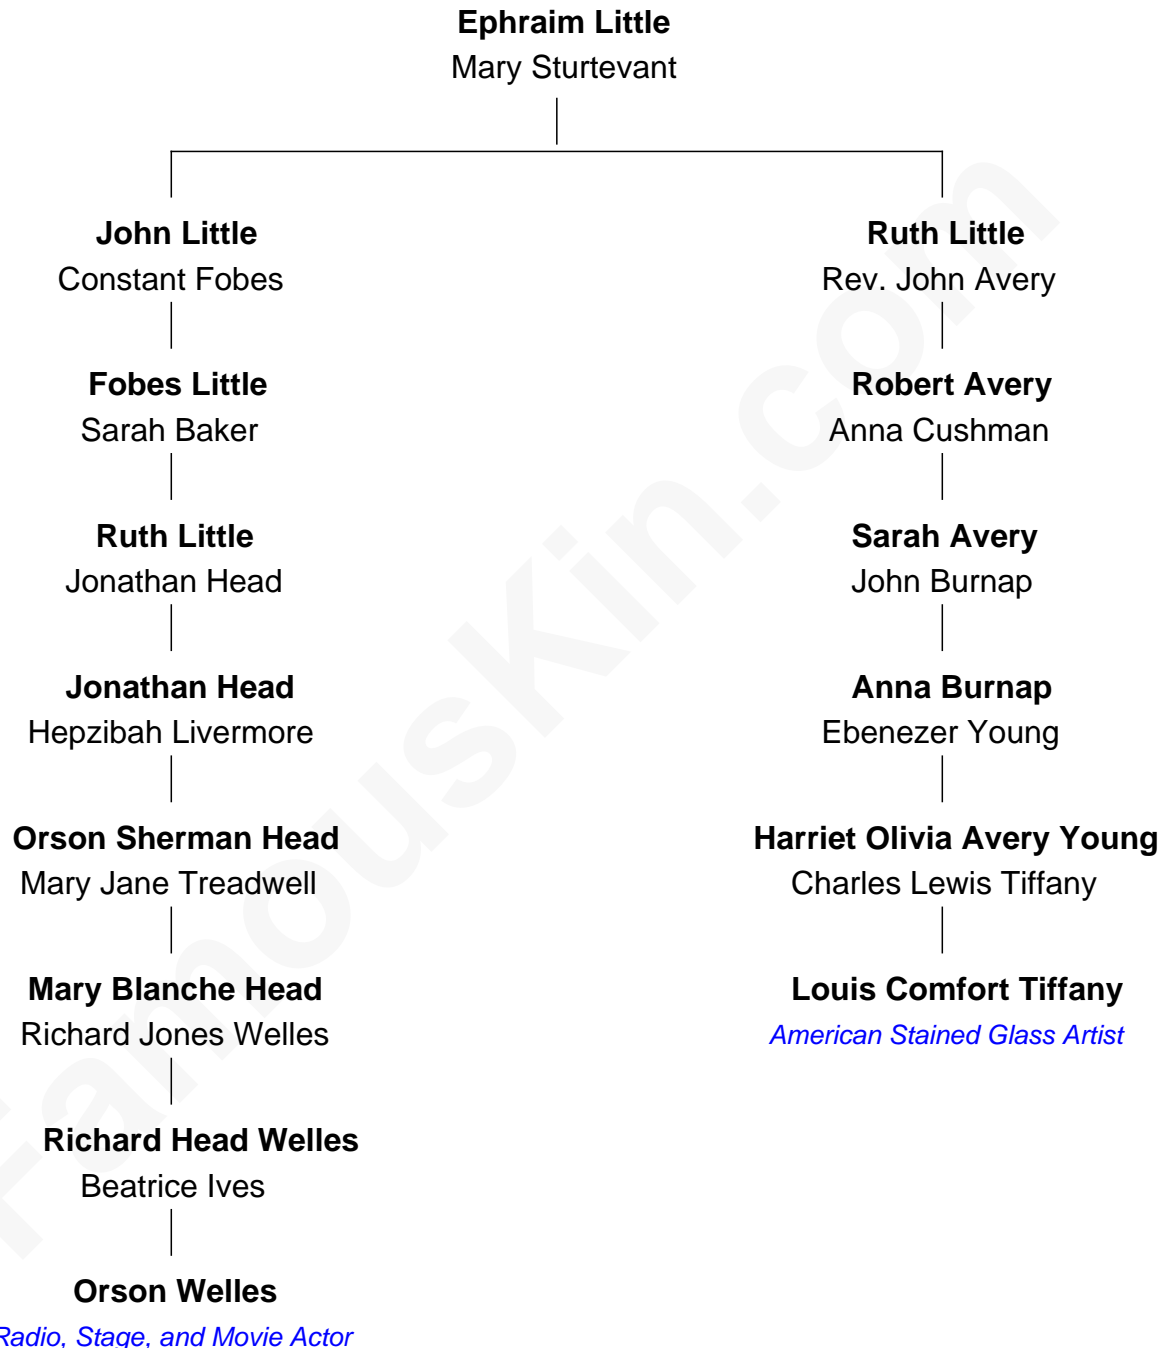 Ephraim Little
Mary Sturtevant
John Little
Constant Fobes
Fobes Little
Sarah Baker
Ruth Little
Jonathan Head
Jonathan Head
Hepzibah Livermore
Orson Sherman Head
Mary Jane Treadwell
Mary Blanche Head
Richard Jones Welles
Richard Head Welles
Beatrice Ives
Orson Welles
Radio, Stage, and Movie Actor
Ruth Little
Rev. John Avery
Robert Avery
Anna Cushman
Sarah Avery
John Burnap
Anna Burnap
Ebenezer Young
Harriet Olivia Avery Young
Charles Lewis Tiffany
Louis Comfort Tiffany
American Stained Glass Artist
FamousKin.com